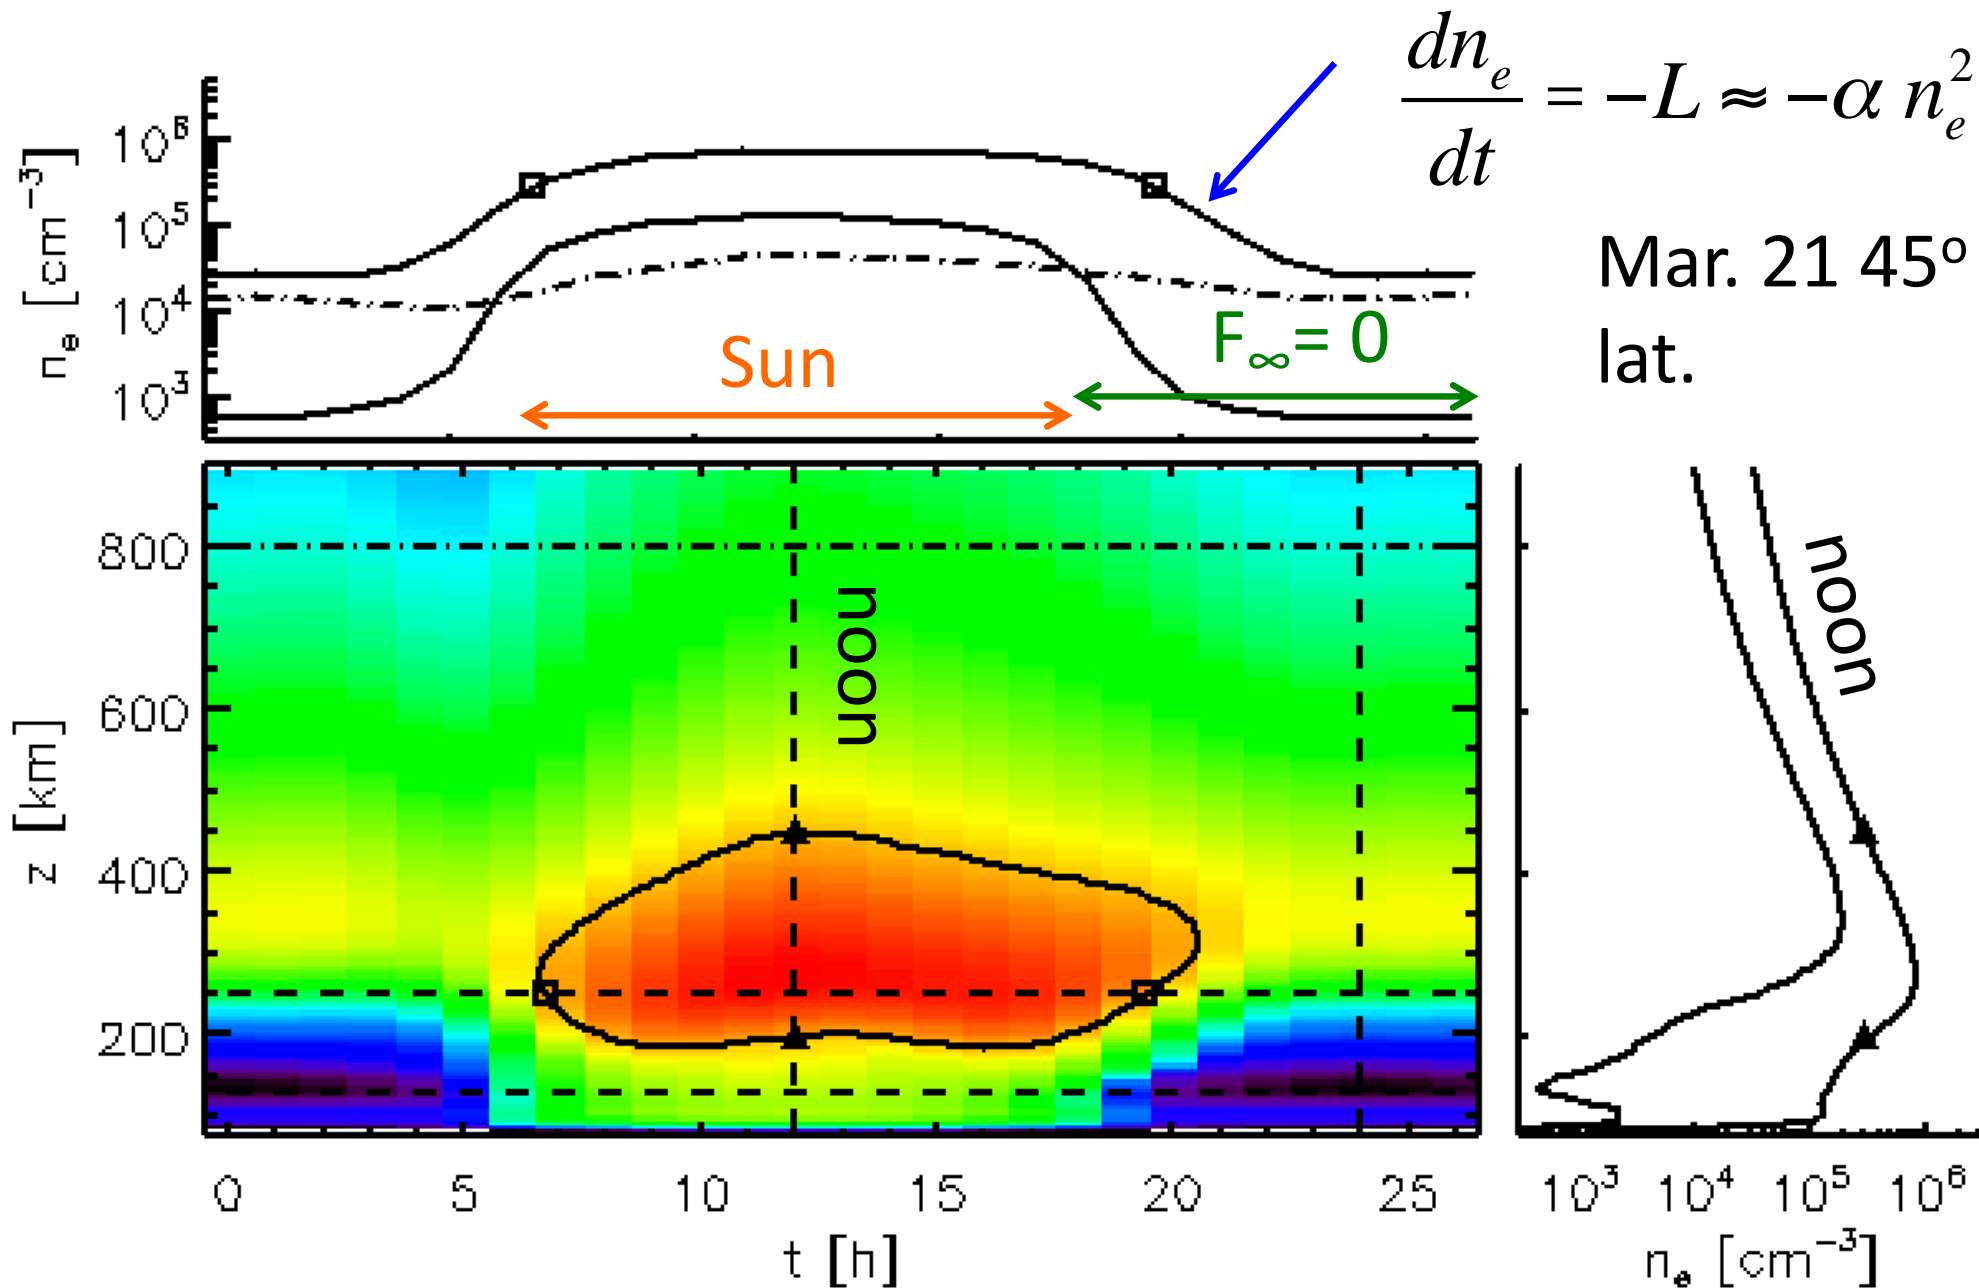 dn_e/dt = −L ≈ −α n_e^2
Mar. 21 45°
lat.
n_e [cm^-3]
10^6
10^5
10^4
10^3
Sun
F_∞= 0
z [km]
800
600
400
200
noon
noon
0 5 10 15 20 25
t [h]
10^3 10^4 10^5 10^6
n_e [cm^-3]